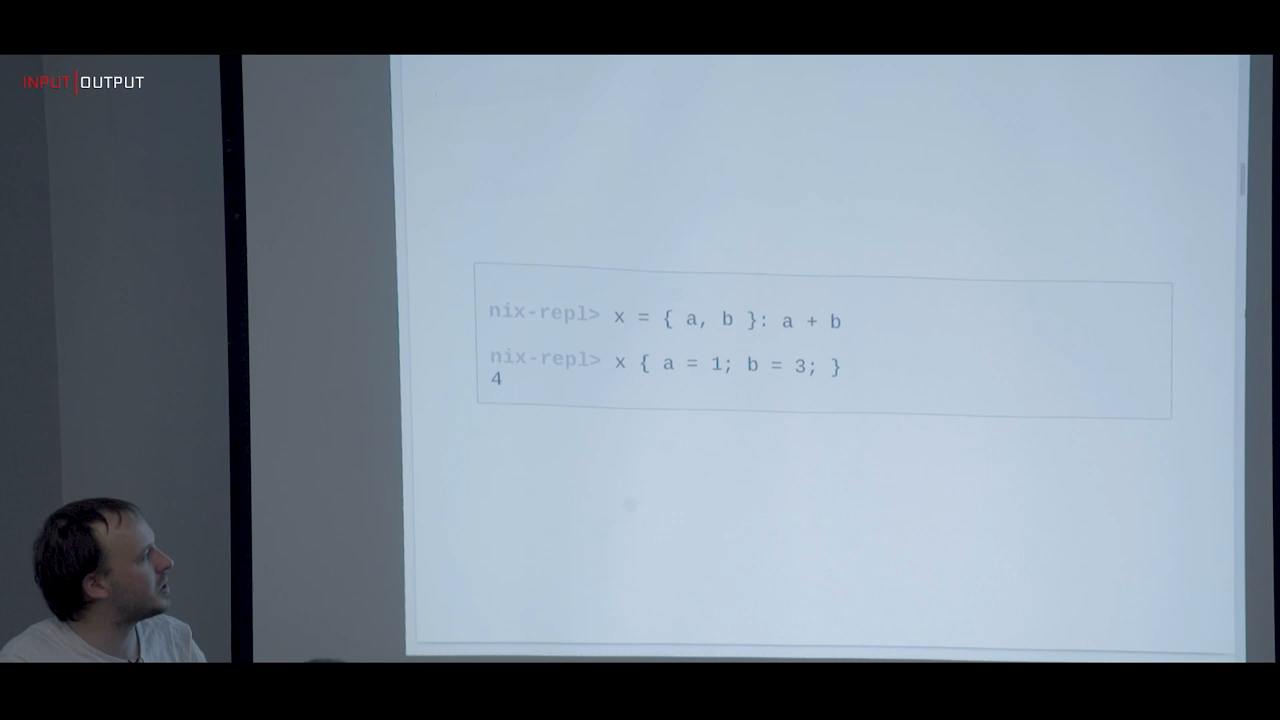 INPUT|OUTPUT
nix-repl> x = { a, b }: a + b
nix-repl> x { a = 1; b = 3; }
4